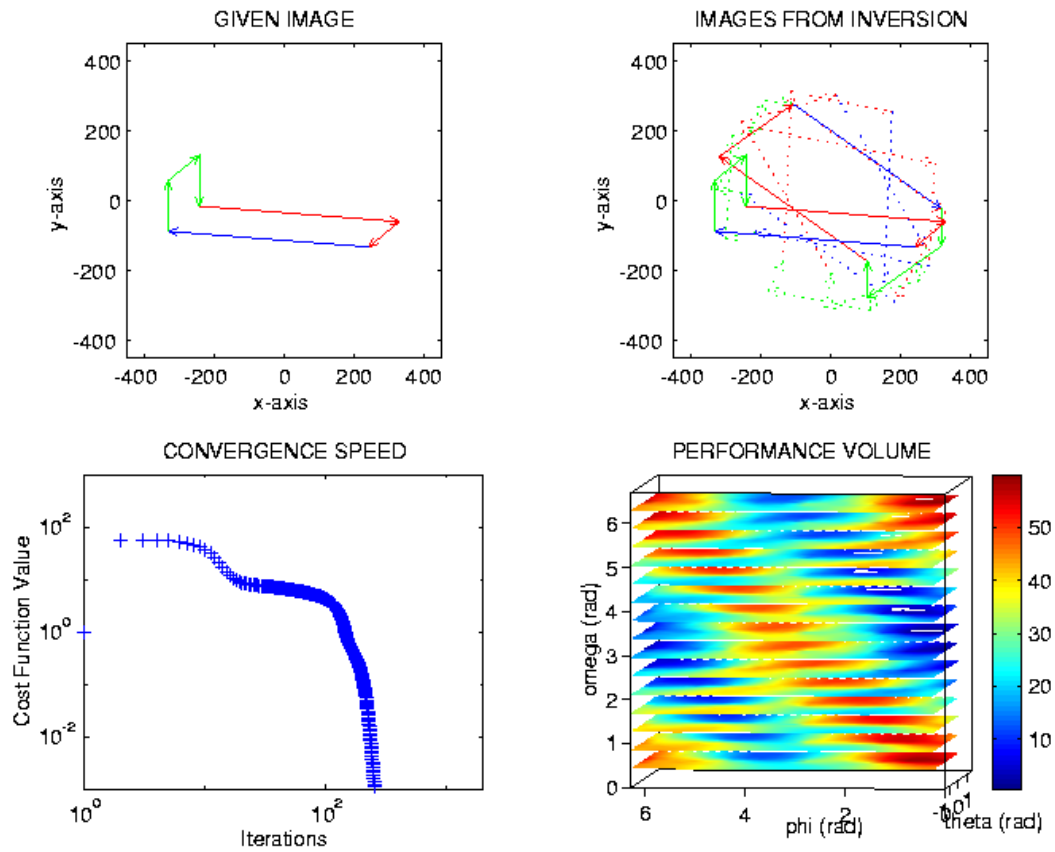 GIVEN IMAGE
400
200
0
-200
-400
y-axis
-400 -200 0 200 400
x-axis
IMAGES FROM INVERSION
400
200
0
-200
-400
y-axis
-400 -200 0 200 400
x-axis
CONVERGENCE SPEED
10^2
10^0
10^-2
Cost Function Value
10^0 10^2
Iterations
PERFORMANCE VOLUME
6
5
4
3
2
1
0
omega (rad)
6 4 2
phi (rad)
theta (rad)
50
40
30
20
10